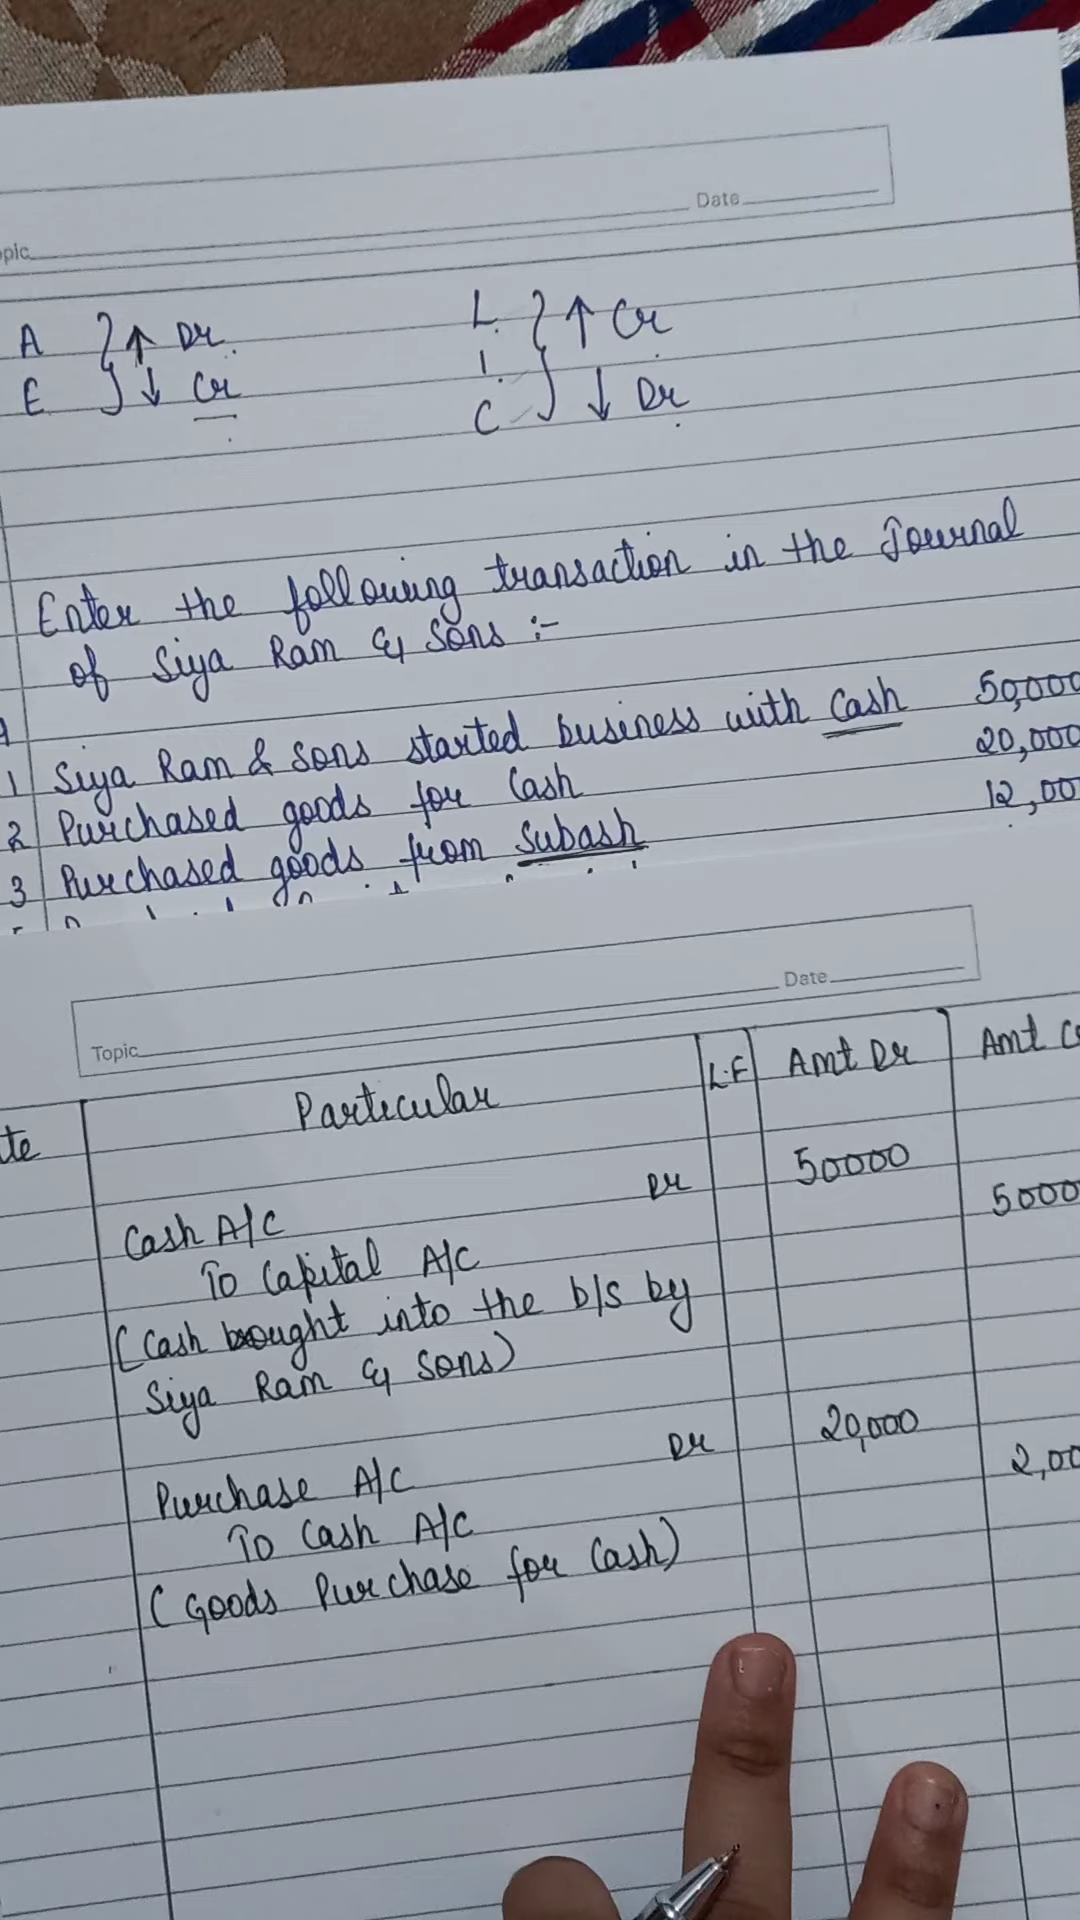 Date
opic
A } ↑ Dr L } ↑ Cr
E } ↓ Cr I
C } ↓ Dr
Enter the following transaction in the Journal
of Siya Ram & Sons :-
1 Siya Ram & Sons started business with Cash 50,000
2 Purchased goods for Cash 20,000
3 Purchased goods from Subash 12,00
Date
Topic
te Particular L.F Amt Dr Amt C
Cash A/C Dr 50000
To Capital A/C 5000
(Cash bought into the b/s by
Siya Ram & Sons)
Purchase A/C Dr 20,000
To Cash A/C 2,00
(Goods Purchase for Cash)